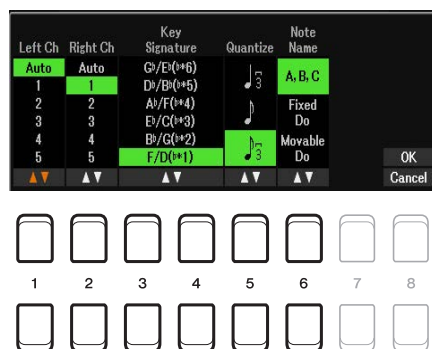 Key Note
Left Ch Right Ch Signature Quantize Name
Auto Auto G♭/E♭(♭*6)
1 1 D♭/B♭(♭*5) 3 A, B, C
2 2 A♭/F(♭*4) Fixed
3 3 E♭/C(♭*3) Do
4 4 B♭/G(♭*2) Movable
5 5 F/D(♭*1) 3 Do OK
▲▼ ▲▼ ▲▼ ▲▼ ▲▼ Cancel
1 2 3 4 5 6 7 8